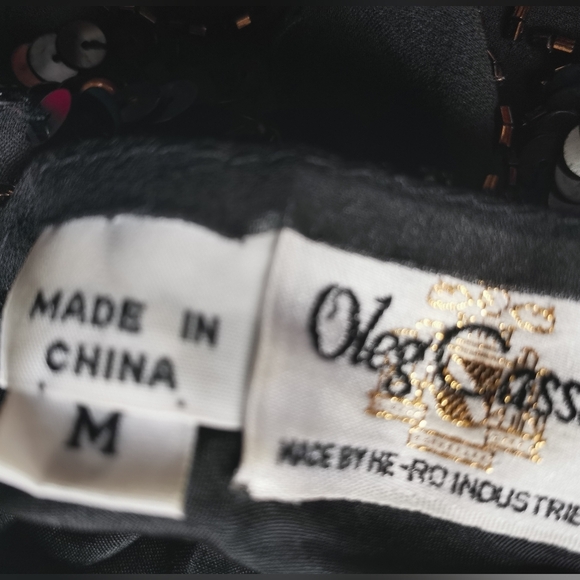 MADE IN
CHINA
M
Oleg Cass
MADE BY HE-RO INDUSTRIE